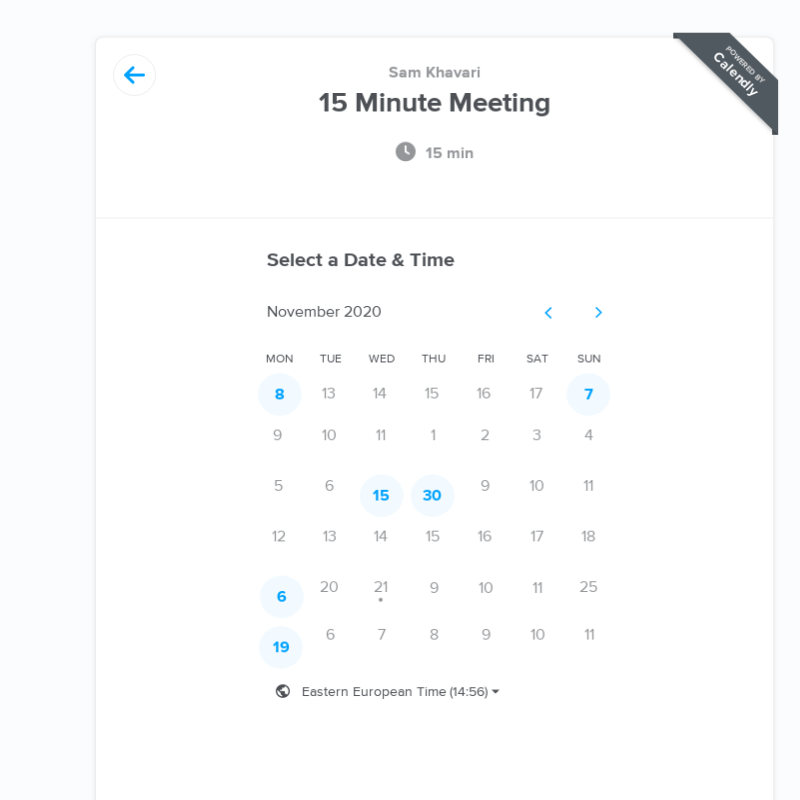 POWERED BY
Calendly
Sam Khavari
15 Minute Meeting
15 min
Select a Date & Time
November 2020
MON TUE WED THU FRI SAT SUN
8 13 14 15 16 17 7
9 10 11 1 2 3 4
5 6 15 30 9 10 11
12 13 14 15 16 17 18
6 20 21 9 10 11 25
19 6 7 8 9 10 11
Eastern European Time (14:56)